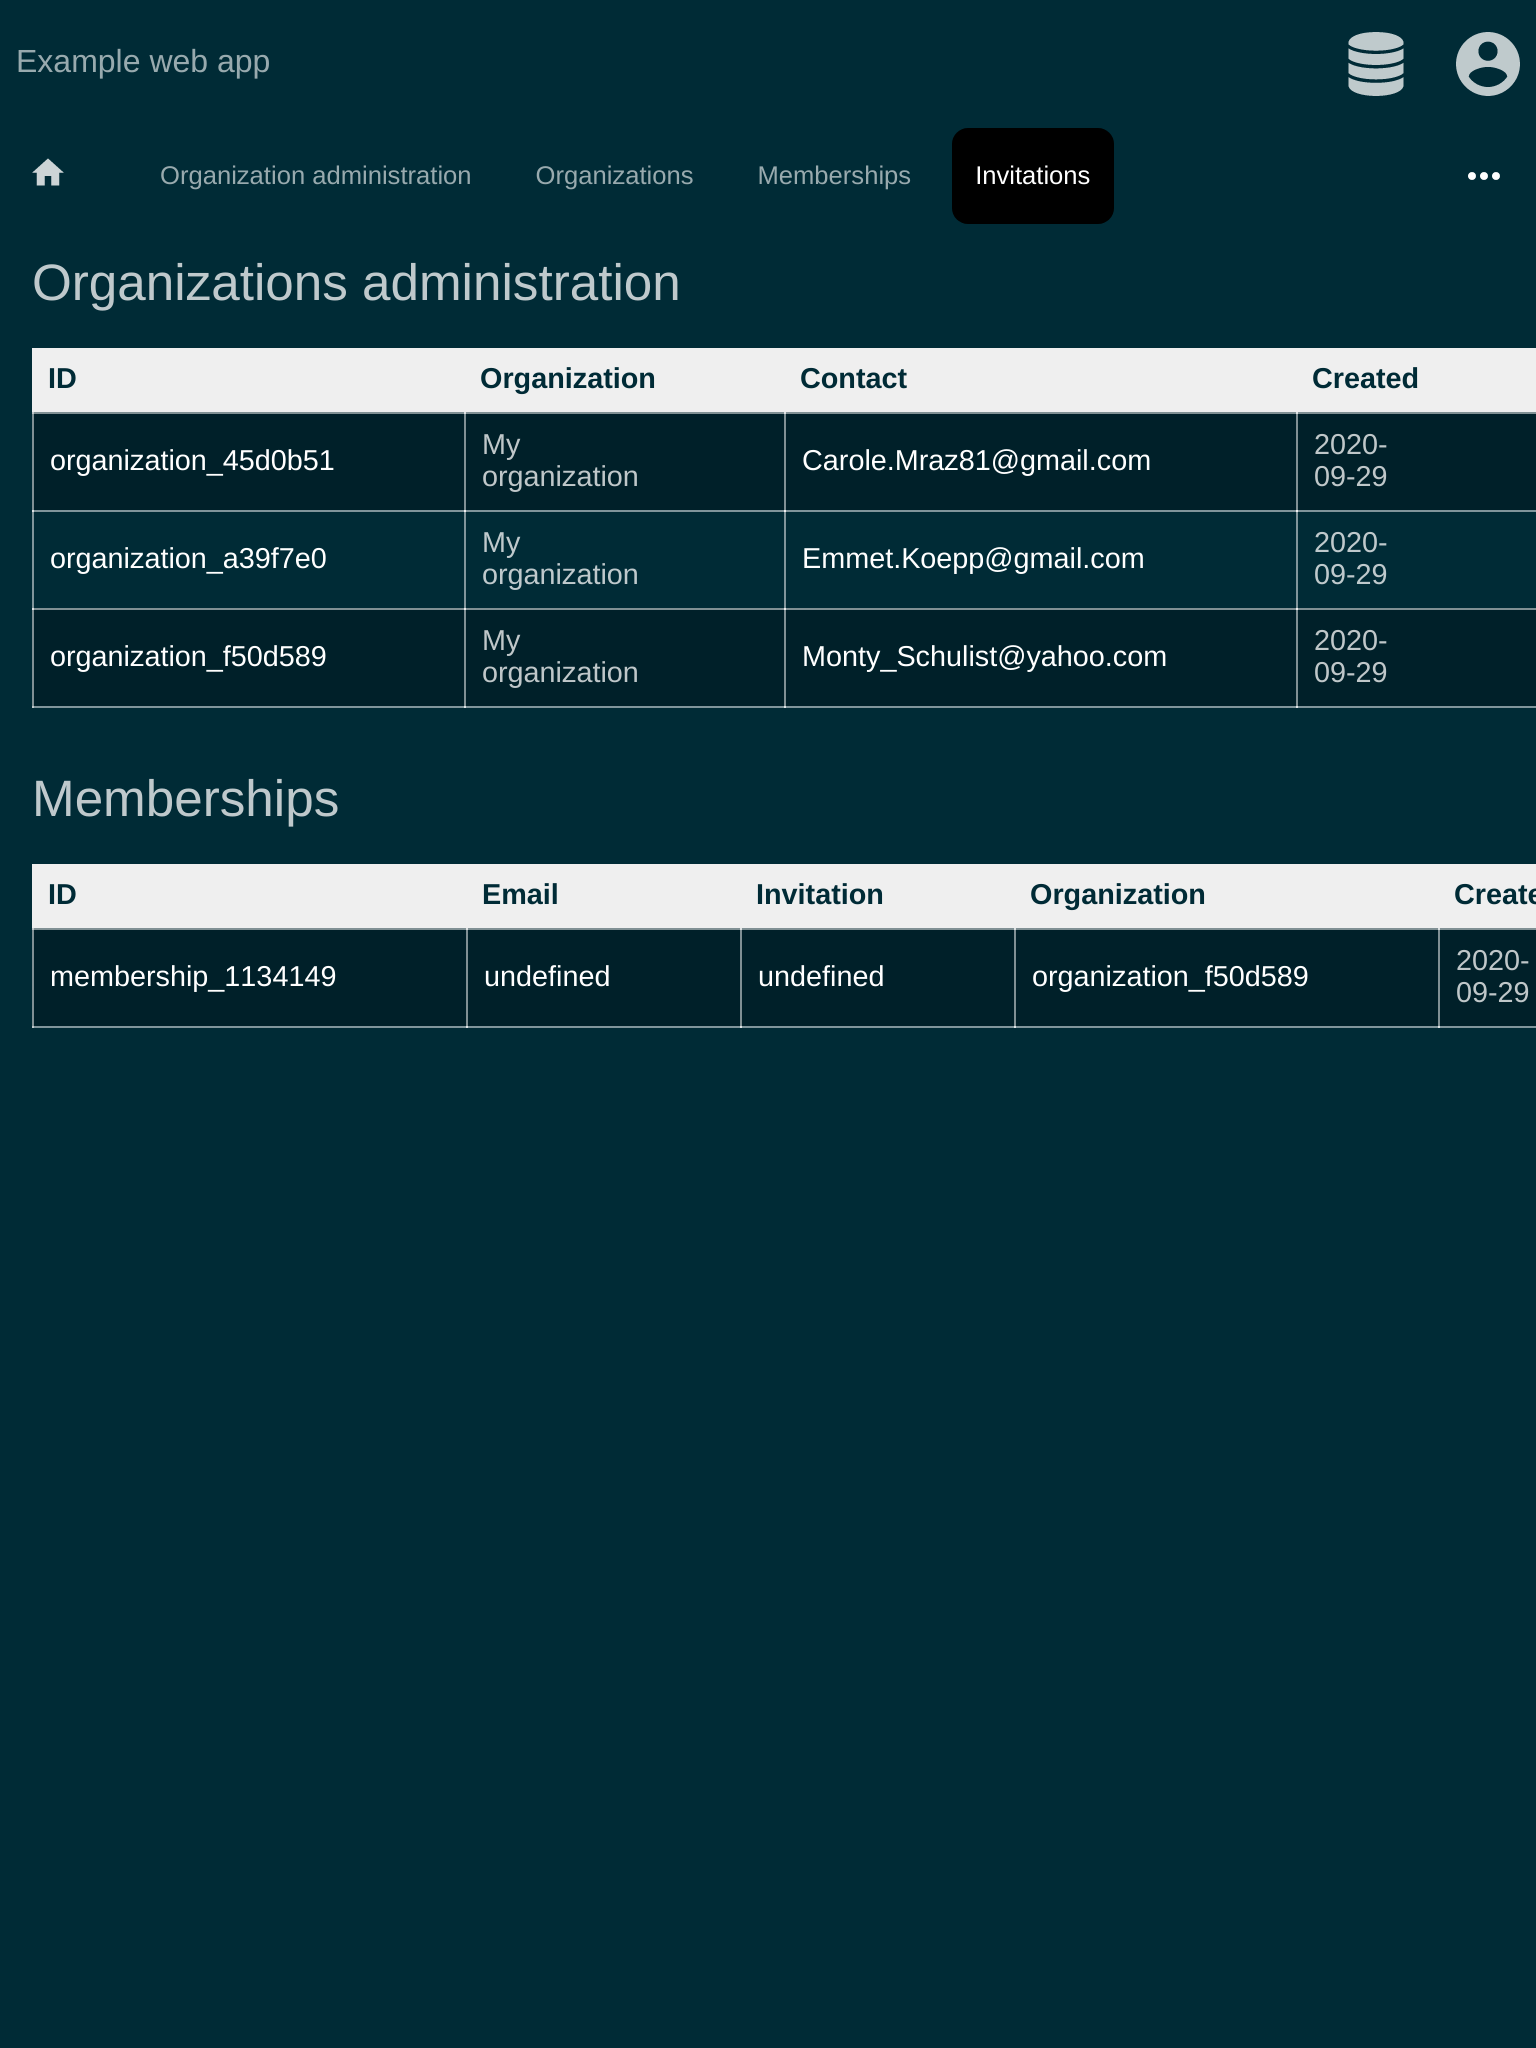 Example web app
Organization administration Organizations Memberships Invitations
Organizations administration
ID Organization Contact Created
organization_45d0b51 My organization Carole.Mraz81@gmail.com 2020-09-29
organization_a39f7e0 My organization Emmet.Koepp@gmail.com 2020-09-29
organization_f50d589 My organization Monty_Schulist@yahoo.com 2020-09-29
Memberships
ID Email Invitation Organization Create
membership_1134149 undefined undefined organization_f50d589 2020-09-29